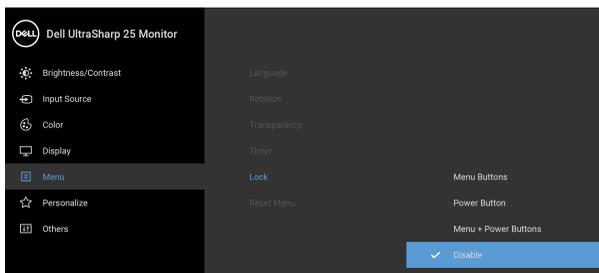 DELL Dell UltraSharp 25 Monitor
Brightness/Contrast
Input Source
Color
Display
Menu
Personalize
Others
Language
Rotation
Transparency
Timer
Lock
Reset Menu
Menu Buttons
Power Button
Menu + Power Buttons
Disable